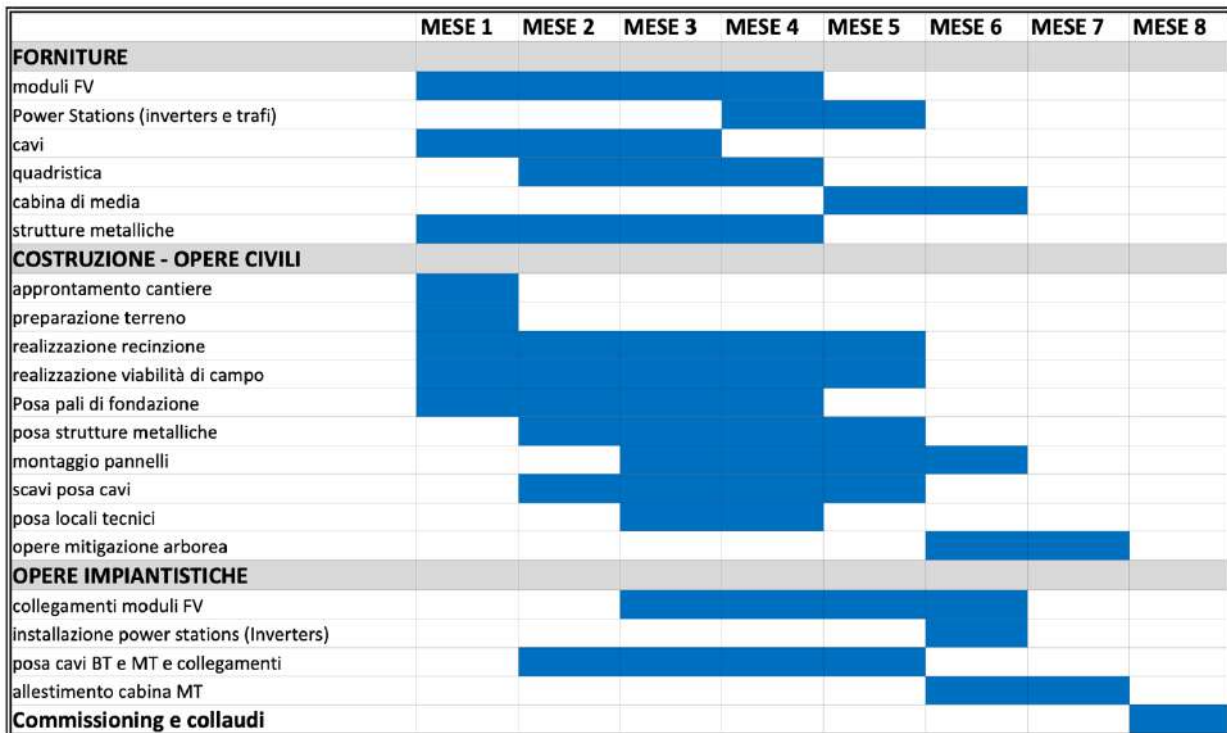 MESE 1 MESE 2 MESE 3 MESE 4 MESE 5 MESE 6 MESE 7 MESE 8
FORNITURE
moduli FV
Power Stations (inverters e trafi)
cavi
quadristica
cabina di media
strutture metalliche
COSTRUZIONE - OPERE CIVILI
approntamento cantiere
preparazione terreno
realizzazione recinzione
realizzazione viabilità di campo
Posa pali di fondazione
posa strutture metalliche
montaggio pannelli
scavi posa cavi
posa locali tecnici
opere mitigazione arborea
OPERE IMPIANTISTICHE
collegamenti moduli FV
installazione power stations (Inverters)
posa cavi BT e MT e collegamenti
allestimento cabina MT
Commissioning e collaudi